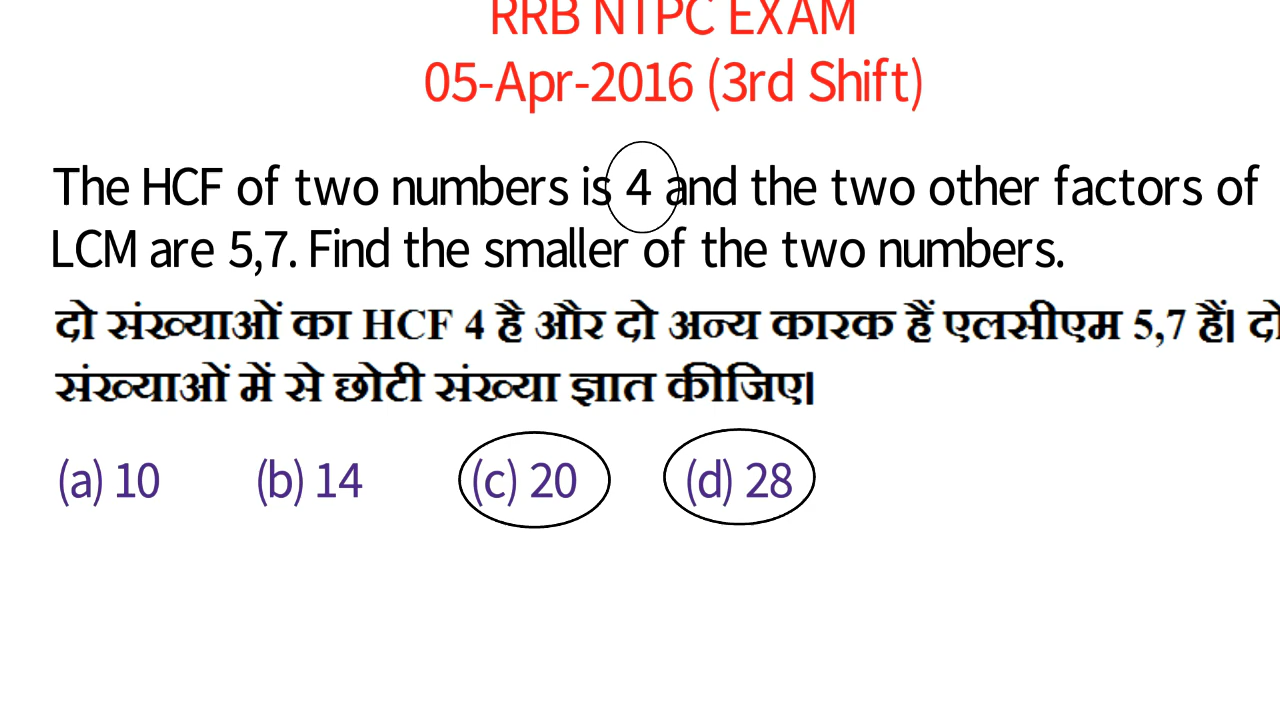 RRB NTPC EXAM
05-Apr-2016 (3rd Shift)
The HCF of two numbers is 4 and the two other factors of
LCM are 5,7. Find the smaller of the two numbers.
दो संख्याओं का HCF 4 है और दो अन्य कारक हैं एलसीएम 5,7 हैं। दो
संख्याओं में से छोटी संख्या ज्ञात कीजिए।
(a) 10 (b) 14 (c) 20 (d) 28